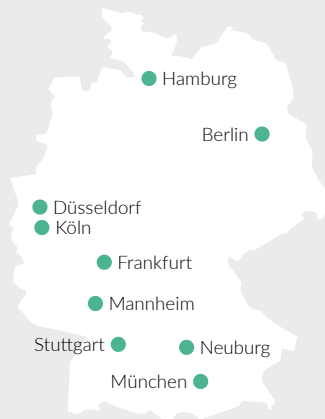 Hamburg
Berlin
Düsseldorf
Köln
Frankfurt
Mannheim
Stuttgart
Neuburg
München